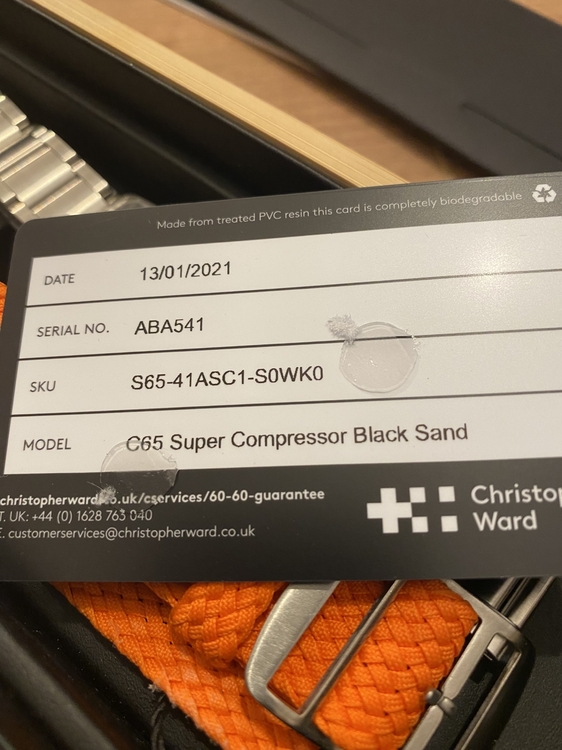 Made from treated PVC resin this card is completely biodegradable
DATE 13/01/2021
SERIAL NO. ABA541
SKU S65-41ASC1-S0WK0
MODEL C65 Super Compressor Black Sand
christopherward.co.uk/cservices/60-60-guarantee
T. UK: +44 (0) 1628 763 040
E. customerservices@christopherward.co.uk
Christo
Ward